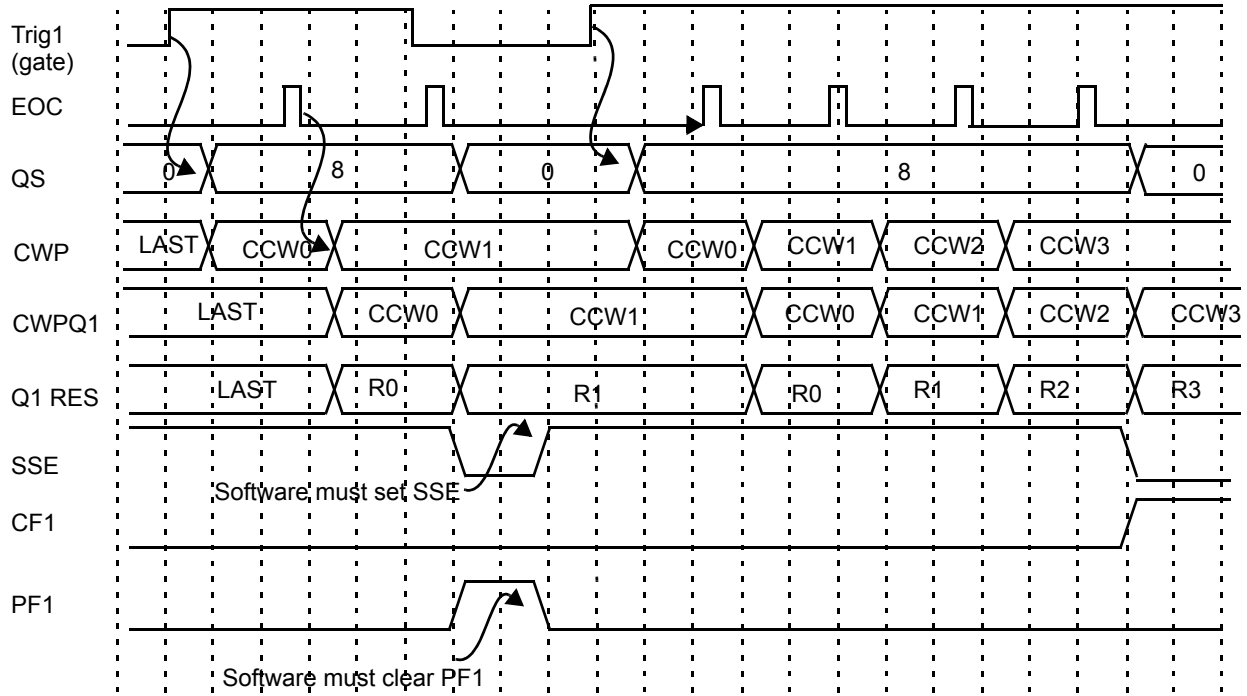 Trig1
(gate)
EOC
QS 0 8 0 8 0
CWP LAST CCW0 CCW1 CCW0 CCW1 CCW2 CCW3
CWPQ1 LAST CCW0 CCW1 CCW0 CCW1 CCW2 CCW3
Q1 RES LAST R0 R1 R0 R1 R2 R3
SSE
Software must set SSE
CF1
PF1
Software must clear PF1